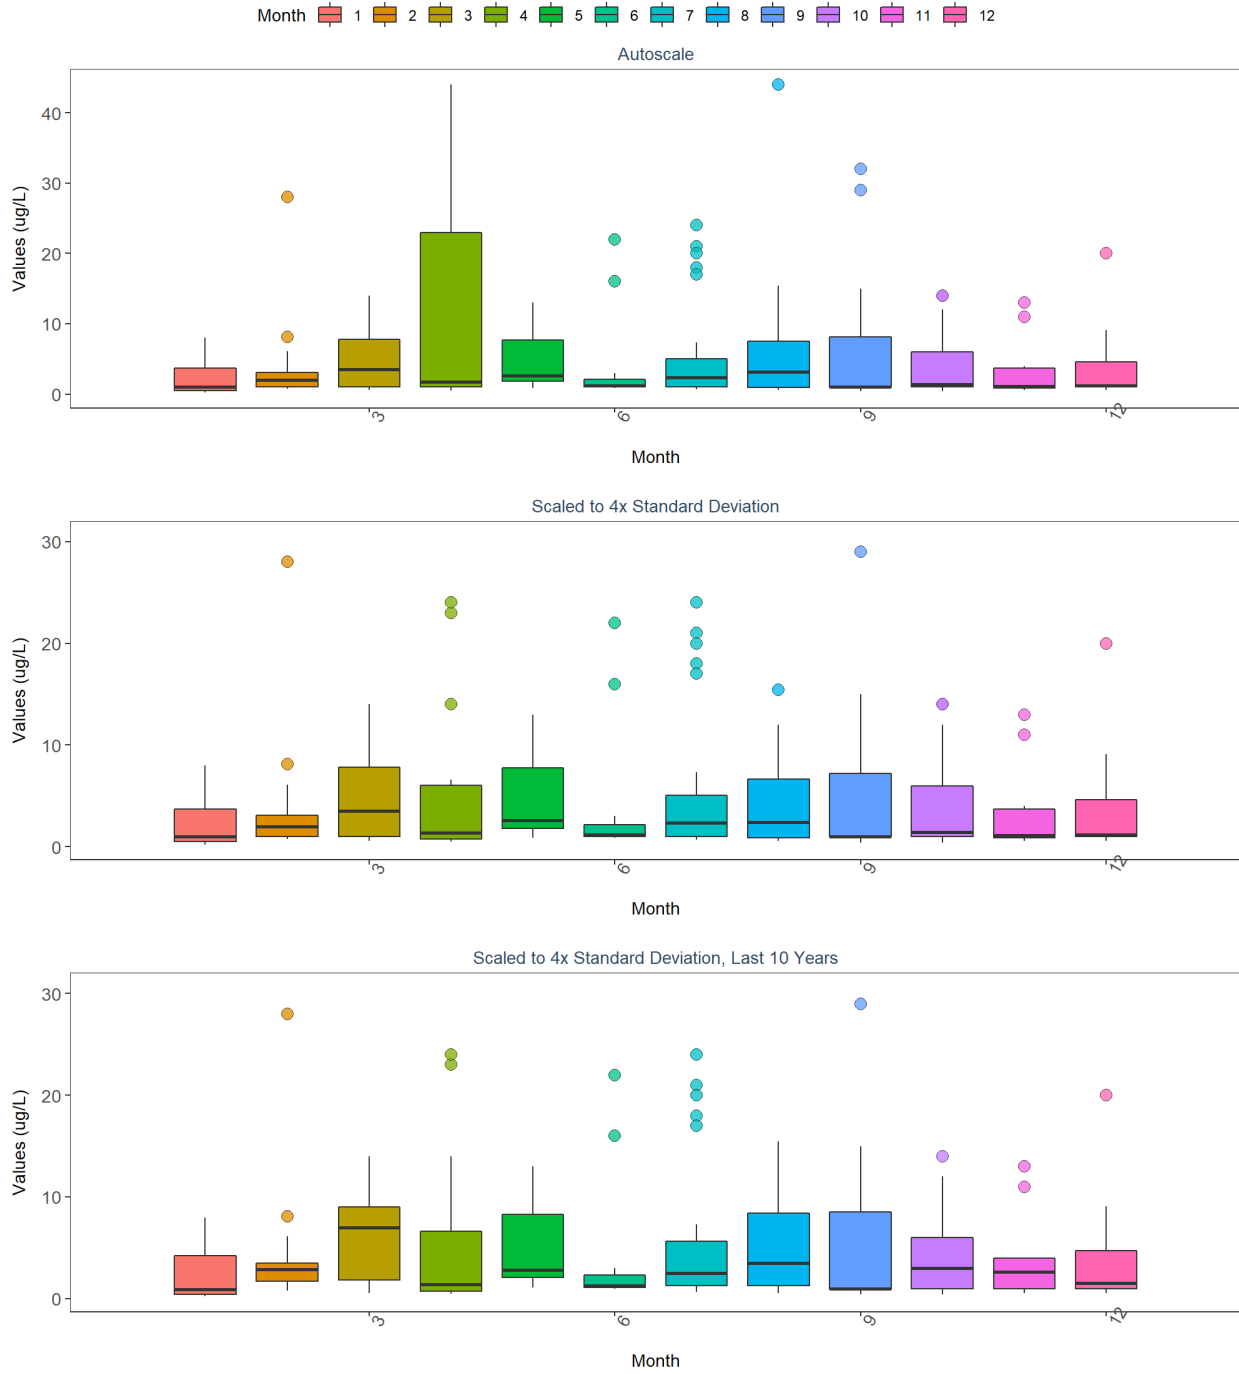 Month 1 2 3 4 5 6 7 8 9 10 11 12
Autoscale
Values (ug/L)
40
30
20
10
0
3 6 9 12
Month
Scaled to 4x Standard Deviation
Values (ug/L)
30
20
10
0
3 6 9 12
Month
Scaled to 4x Standard Deviation, Last 10 Years
Values (ug/L)
30
20
10
0
3 6 9 12
Month